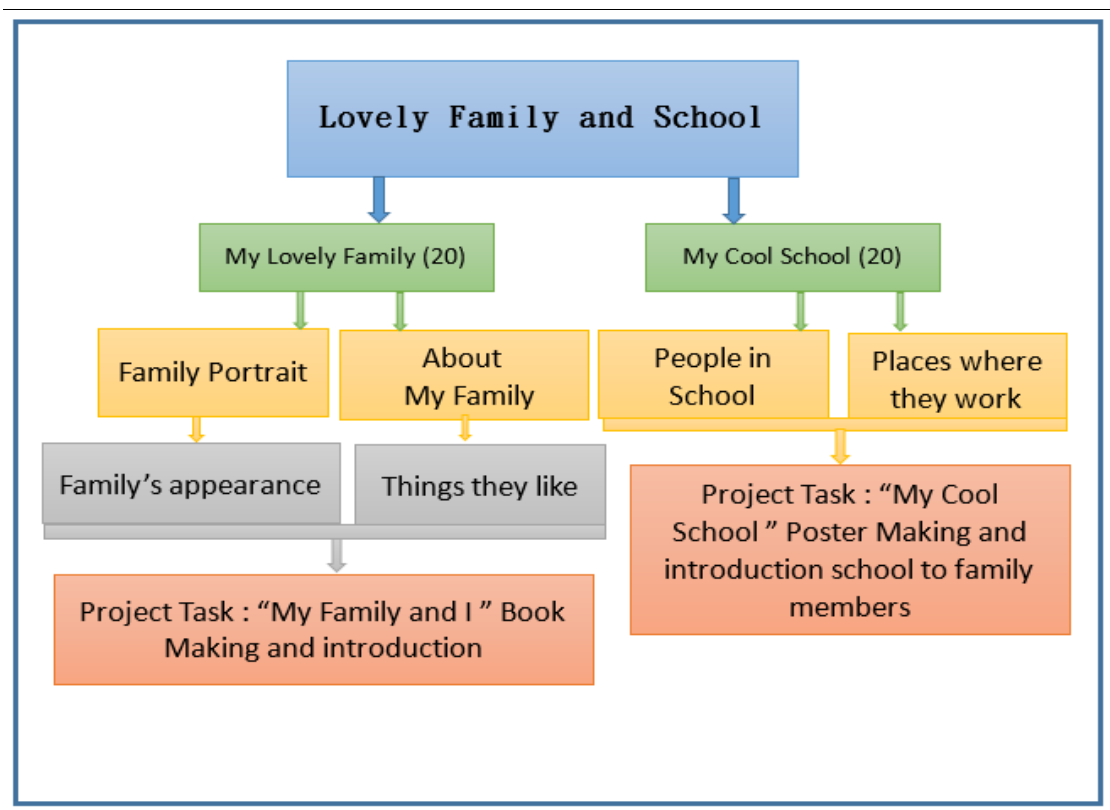 Lovely Family and School
My Lovely Family (20)
My Cool School (20)
Family Portrait
About
My Family
People in
School
Places where
they work
Family’s appearance
Things they like
Project Task : “My Cool
School ” Poster Making and
introduction school to family
members
Project Task : “My Family and I ” Book
Making and introduction